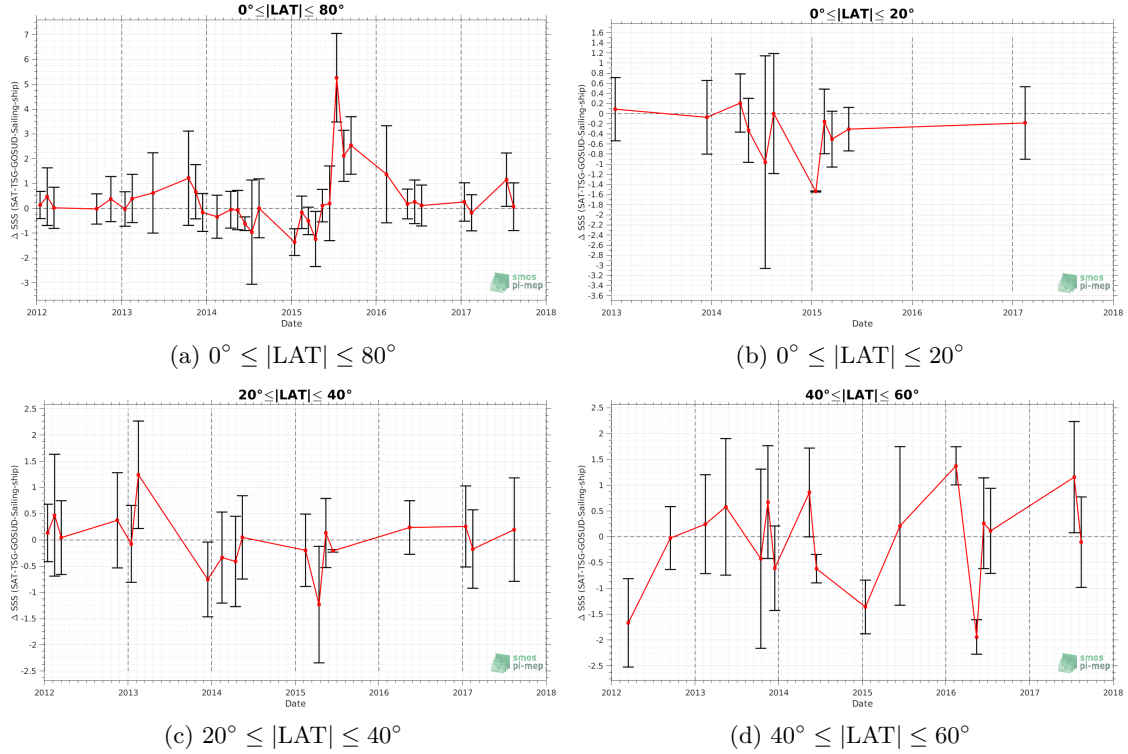 0°≤|LAT|≤ 80°
Δ SSS (SAT-TSG-GOSUD-Sailing-ship)
7
6
5
4
3
2
1
0
-1
-2
-3
2012 2013 2014 2015 2016 2017 2018
Date
smos
pi-mep
(a) 0° ≤ |LAT| ≤ 80°
0°≤|LAT|≤ 20°
Δ SSS (SAT-TSG-GOSUD-Sailing-ship)
1.6
1.4
1.2
1
0.8
0.6
0.4
0.2
0
-0.2
-0.4
-0.6
-0.8
-1
-1.2
-1.4
-1.6
-1.8
-2
-2.2
-2.4
-2.6
-2.8
-3
-3.2
-3.4
-3.6
2013 2014 2015 2016 2017 2018
Date
smos
pi-mep
(b) 0° ≤ |LAT| ≤ 20°
20°≤|LAT|≤ 40°
Δ SSS (SAT-TSG-GOSUD-Sailing-ship)
2.5
2
1.5
1
0.5
0
-0.5
-1
-1.5
-2
-2.5
2012 2013 2014 2015 2016 2017 2018
Date
smos
pi-mep
(c) 20° ≤ |LAT| ≤ 40°
40°≤|LAT|≤ 60°
Δ SSS (SAT-TSG-GOSUD-Sailing-ship)
2.5
2
1.5
1
0.5
0
-0.5
-1
-1.5
-2
-2.5
2012 2013 2014 2015 2016 2017 2018
Date
smos
pi-mep
(d) 40° ≤ |LAT| ≤ 60°